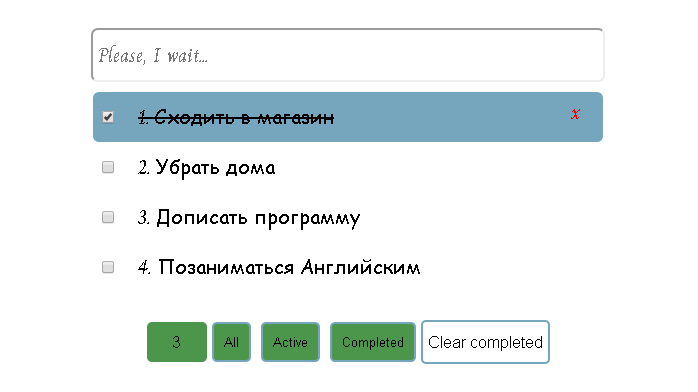 Please, I wait...
1. Сходить в магазин x
2. Убрать дома
3. Дописать программу
4. Позаниматься Английским
3 All Active Completed Clear completed